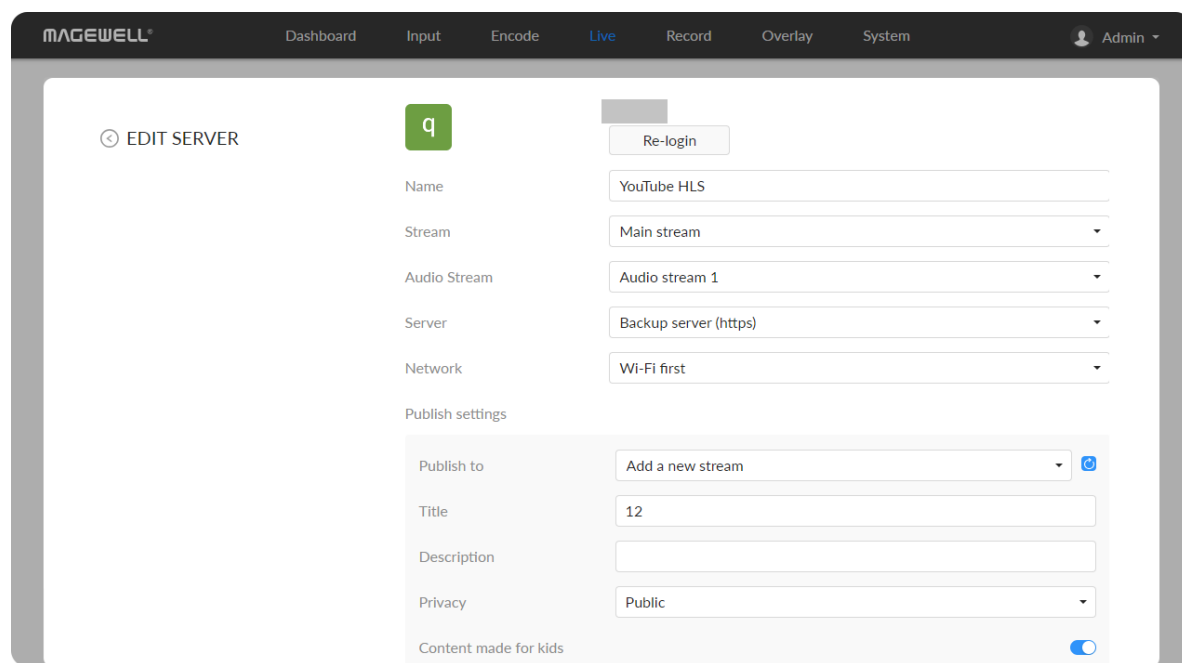 MAGEWELL®
Dashboard Input Encode Live Record Overlay System Admin
EDIT SERVER
q
Re-login
Name YouTube HLS
Stream Main stream
Audio Stream Audio stream 1
Server Backup server (https)
Network Wi-Fi first
Publish settings
Publish to Add a new stream
Title 12
Description
Privacy Public
Content made for kids